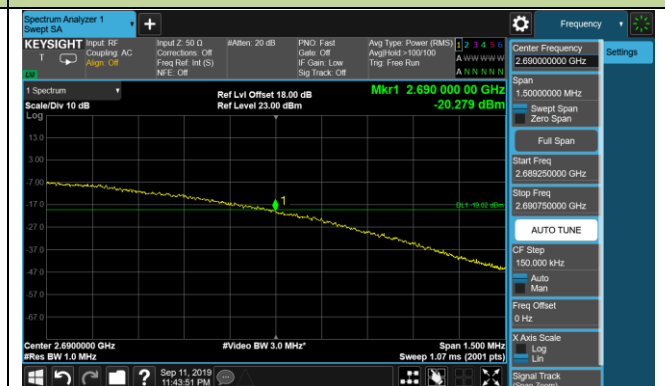 Spectrum Analyzer 1
Swept SA
Frequency
KEYSIGHT
Input: RF
Coupling: AC
Align: Off
Input Z: 50 Ω
Corrections: Off
Freq Ref: Int (S)
NFE: Off
#Atten: 20 dB
PNO: Fast
Gate: Off
IF Gain: Low
Sig Track: Off
Avg Type: Power (RMS)
Avg|Hold:>100/100
Trig: Free Run
1 2 3 4 5 6
A W W W W W
A N N N N N
1 Spectrum
Scale/Div 10 dB
Log
Ref Lvl Offset 18.00 dB
Ref Level 23.00 dBm
Mkr1 2.690 000 00 GHz
-20.279 dBm
13.0
3.00
-7.00
-17.0
-27.0
-37.0
-47.0
-57.0
-67.0
1
DL1 -19.02 dBm
Center 2.6900000 GHz
#Res BW 1.0 MHz
#Video BW 3.0 MHz*
Span 1.500 MHz
Sweep 1.07 ms (2001 pts)
Sep 11, 2019
11:43:51 PM
Center Frequency
2.690000000 GHz
Settings
Span
1.50000000 MHz
Swept Span
Zero Span
Full Span
Start Freq
2.689250000 GHz
Stop Freq
2.690750000 GHz
AUTO TUNE
CF Step
150.000 kHz
Auto
Man
Freq Offset
0 Hz
X Axis Scale
Log
Lin
Signal Track
(Span Zoom)